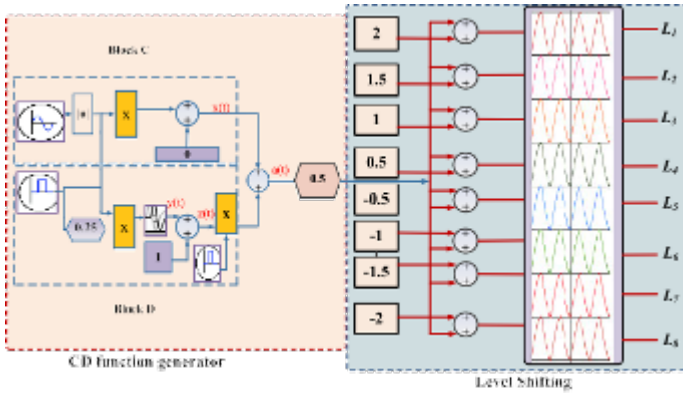 Block C
|u|
X
x(t)
0
0.25
X
y(t)
z(t)
1
X
u(t)
0.5
Block D
CD function generator
2
1.5
1
0.5
-0.5
-1
-1.5
-2
L1
L2
L3
L4
L5
L6
L7
L8
Level Shifting